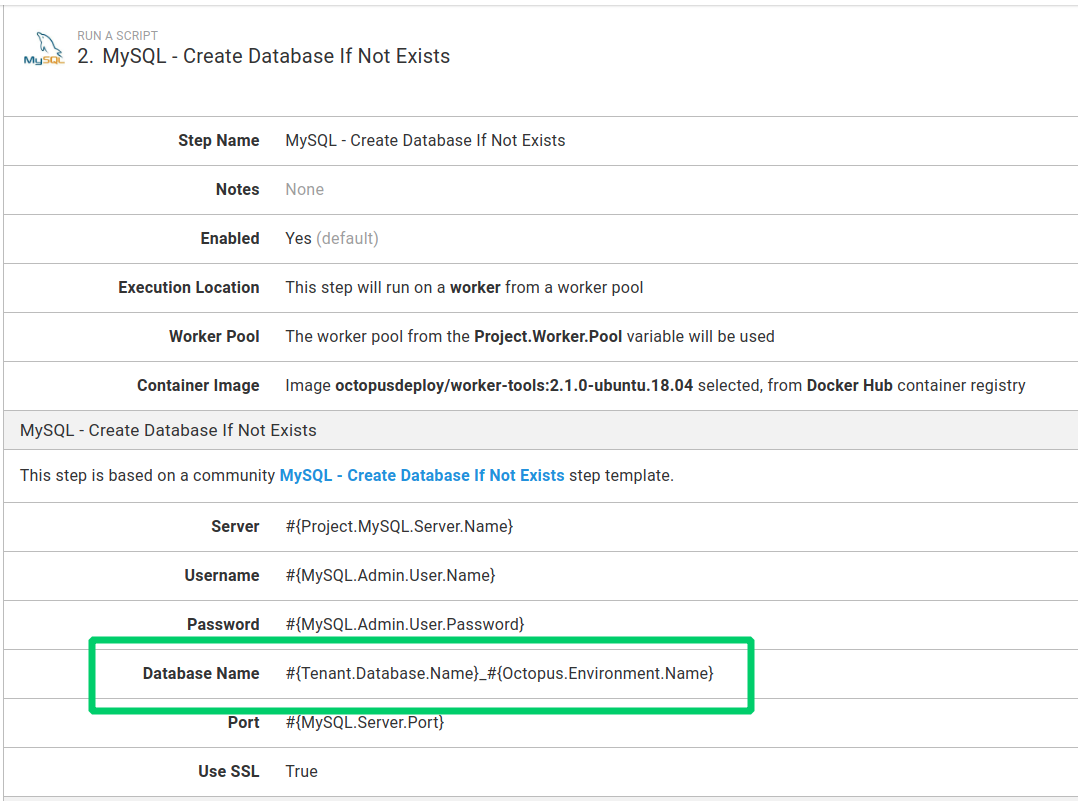 MySQL
RUN A SCRIPT
2. MySQL - Create Database If Not Exists
Step Name MySQL - Create Database If Not Exists
Notes None
Enabled Yes (default)
Execution Location This step will run on a worker from a worker pool
Worker Pool The worker pool from the Project.Worker.Pool variable will be used
Container Image Image octopusdeploy/worker-tools:2.1.0-ubuntu.18.04 selected, from Docker Hub container registry
MySQL - Create Database If Not Exists
This step is based on a community MySQL - Create Database If Not Exists step template.
Server #{Project.MySQL.Server.Name}
Username #{MySQL.Admin.User.Name}
Password #{MySQL.Admin.User.Password}
Database Name #{Tenant.Database.Name}_#{Octopus.Environment.Name}
Port #{MySQL.Server.Port}
Use SSL True